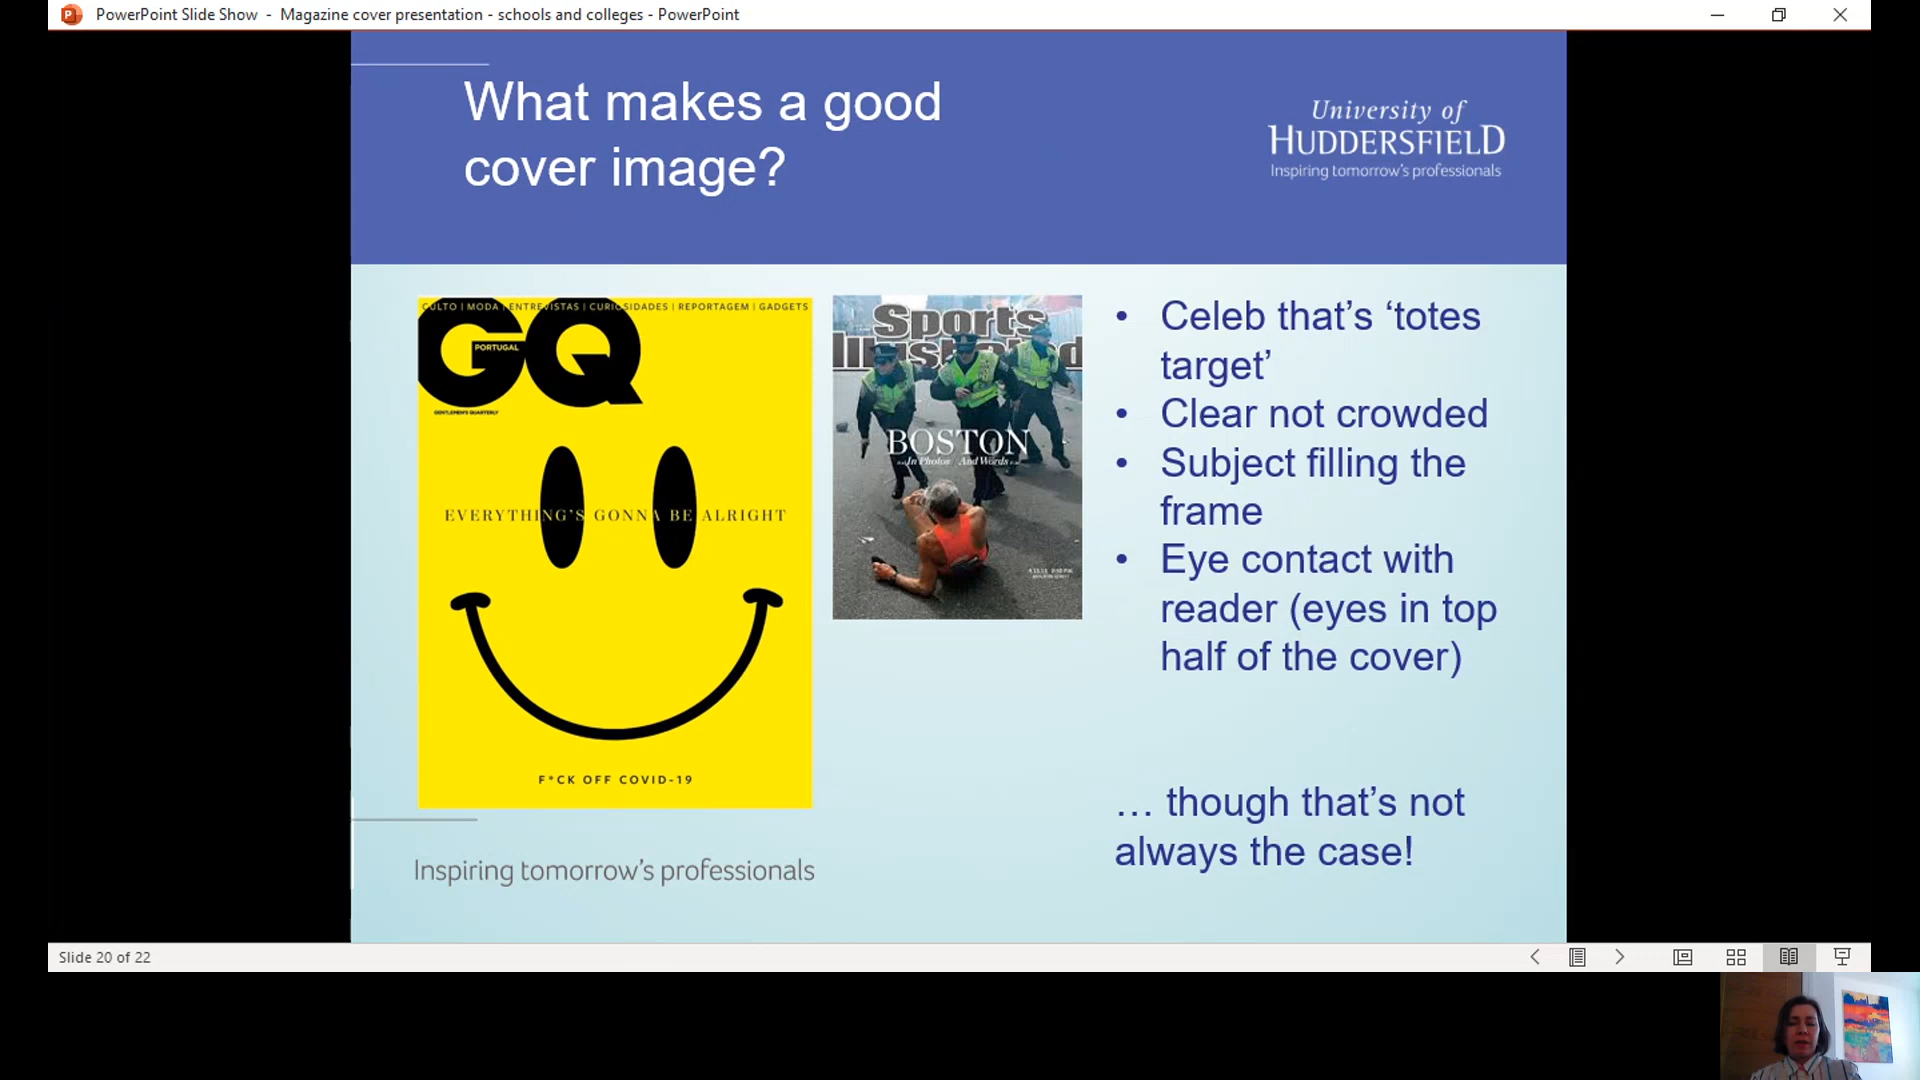 PowerPoint Slide Show - Magazine cover presentation - schools and colleges - PowerPoint
What makes a good
cover image?
University of
HUDDERSFIELD
Inspiring tomorrow's professionals
CULTO | MODA | ENTREVISTAS | CURIOSIDADES | REPORTAGEM | GADGETS
GQ
PORTUGAL
GENTLEMEN'S QUARTERLY
EVERYTHING'S GONNA BE ALRIGHT
F*CK OFF COVID-19
Sports
Illustrated
BOSTON
In Photos And Words
• Celeb that's 'totes
target'
• Clear not crowded
• Subject filling the
frame
• Eye contact with
reader (eyes in top
half of the cover)
… though that's not
always the case!
Inspiring tomorrow's professionals
Slide 20 of 22